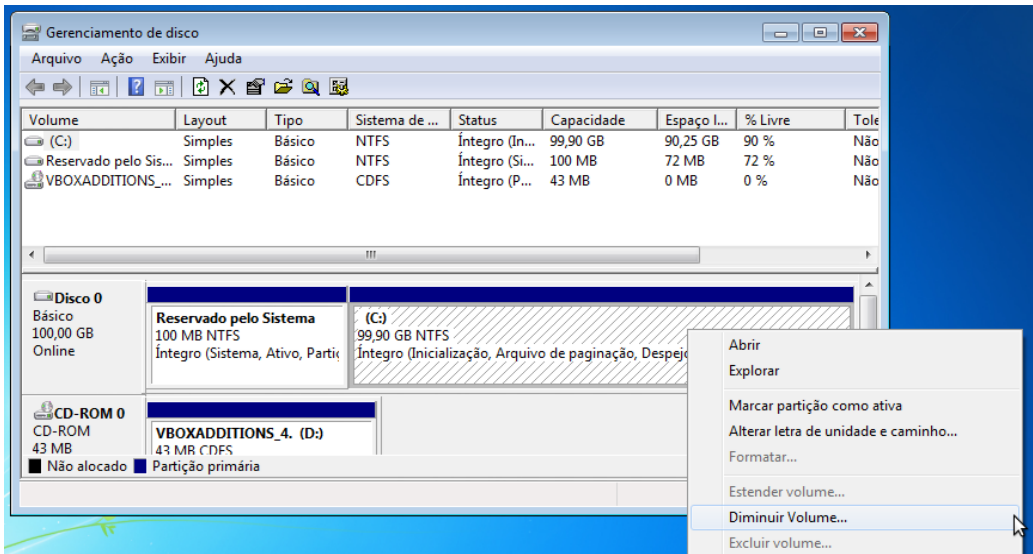 Gerenciamento de disco
Arquivo Ação Exibir Ajuda
Volume Layout Tipo Sistema de ... Status Capacidade Espaço l... % Livre Tole
(C:) Simples Básico NTFS Íntegro (In... 99,90 GB 90,25 GB 90 % Não
Reservado pelo Sis... Simples Básico NTFS Íntegro (Si... 100 MB 72 MB 72 % Não
VBOXADDITIONS_... Simples Básico CDFS Íntegro (P... 43 MB 0 MB 0 % Não
Disco 0
Básico
100,00 GB
Online
Reservado pelo Sistema
100 MB NTFS
Íntegro (Sistema, Ativo, Partiç
(C:)
99,90 GB NTFS
Íntegro (Inicialização, Arquivo de paginação, Despejo
CD-ROM 0
CD-ROM
43 MB
VBOXADDITIONS_4. (D:)
43 MB CDFS
Não alocado Partição primária
Abrir
Explorar
Marcar partição como ativa
Alterar letra de unidade e caminho...
Formatar...
Estender volume...
Diminuir Volume...
Excluir volume...